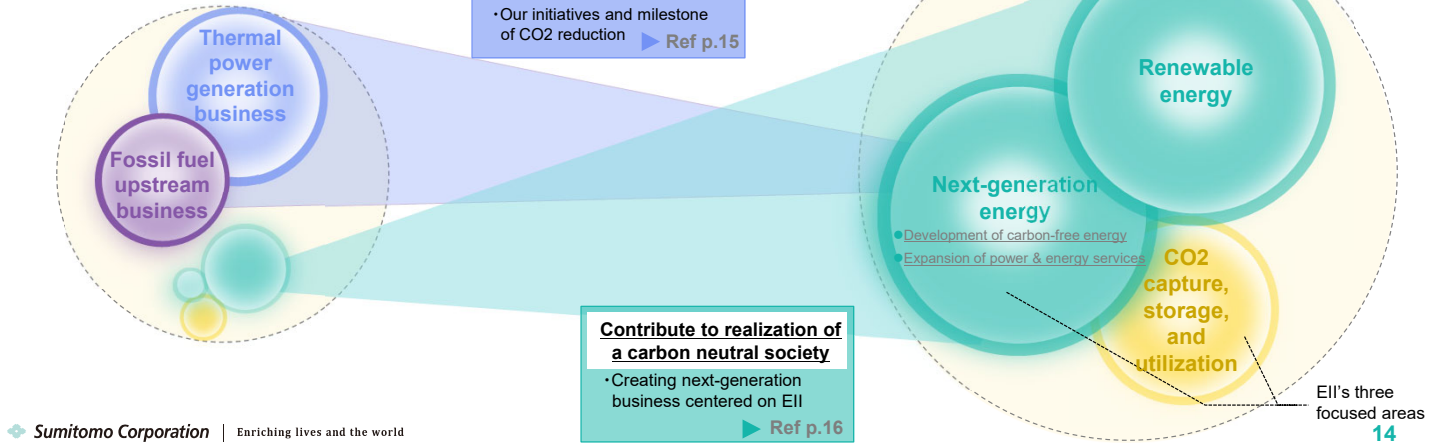 ・Our initiatives and milestone
of CO2 reduction
Ref p.15
Thermal
power
generation
business
Fossil fuel
upstream
business
Renewable
energy
Next-generation
energy
●Development of carbon-free energy
●Expansion of power & energy services
CO2
capture,
storage,
and
utilization
Contribute to realization of
a carbon neutral society
・Creating next-generation
business centered on EII
Ref p.16
EII's three
focused areas
Sumitomo Corporation | Enriching lives and the world
14